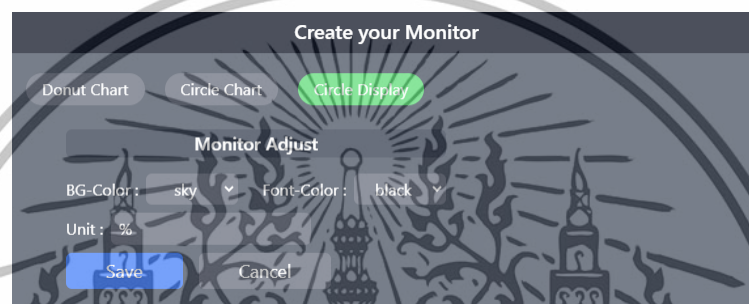 Create your Monitor
Donut Chart Circle Chart Circle Display
Monitor Adjust
BG-Color : sky Font-Color : black
Unit : %
Save Cancel